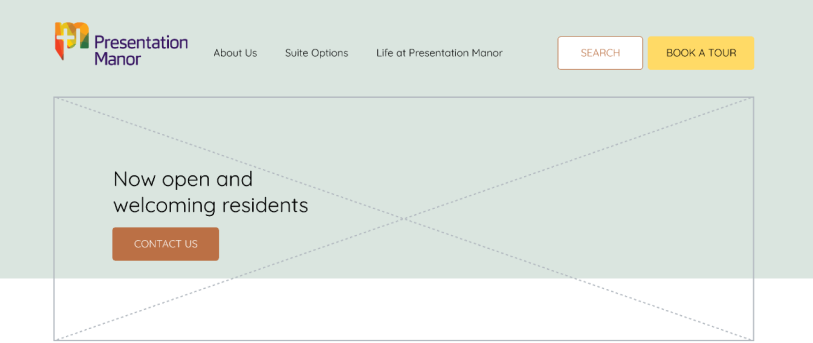 Presentation
Manor
About Us
Suite Options
Life at Presentation Manor
SEARCH
BOOK A TOUR
Now open and
welcoming residents
CONTACT US